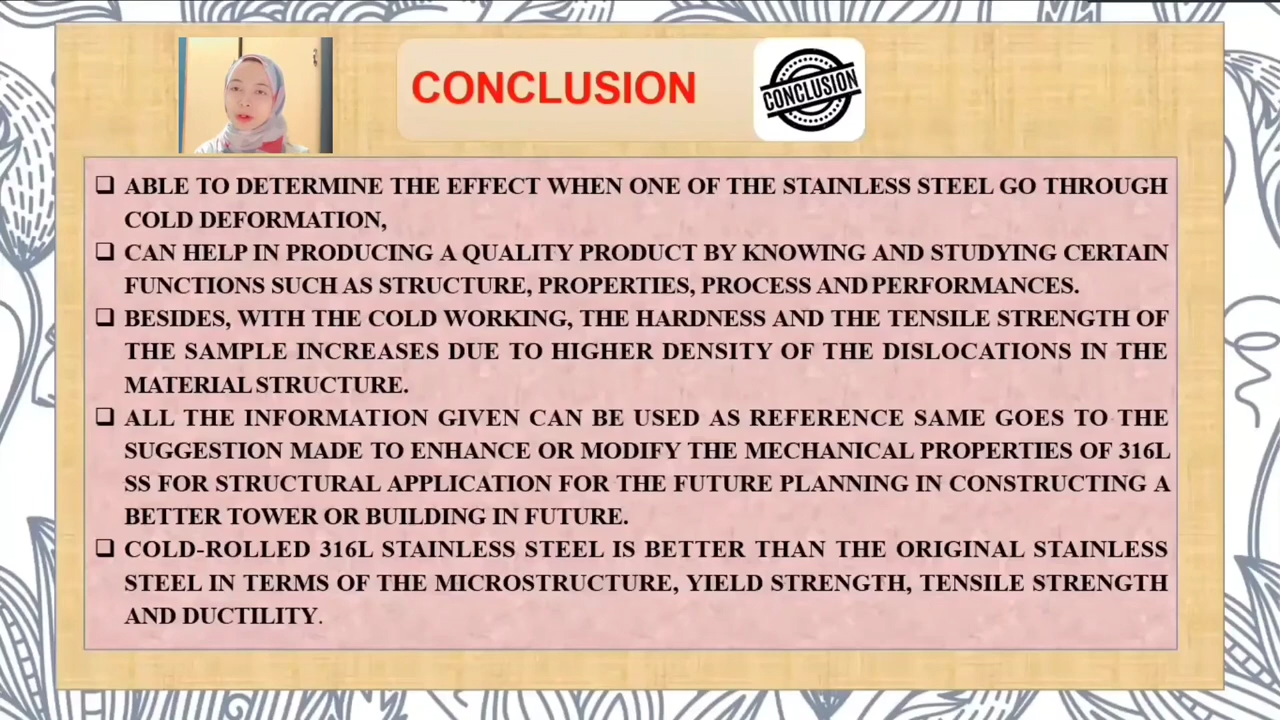 CONCLUSION
CONCLUSION
❑ ABLE TO DETERMINE THE EFFECT WHEN ONE OF THE STAINLESS STEEL GO THROUGH
COLD DEFORMATION,
❑ CAN HELP IN PRODUCING A QUALITY PRODUCT BY KNOWING AND STUDYING CERTAIN
FUNCTIONS SUCH AS STRUCTURE, PROPERTIES, PROCESS AND PERFORMANCES.
❑ BESIDES, WITH THE COLD WORKING, THE HARDNESS AND THE TENSILE STRENGTH OF
THE SAMPLE INCREASES DUE TO HIGHER DENSITY OF THE DISLOCATIONS IN THE
MATERIAL STRUCTURE.
❑ ALL THE INFORMATION GIVEN CAN BE USED AS REFERENCE SAME GOES TO THE
SUGGESTION MADE TO ENHANCE OR MODIFY THE MECHANICAL PROPERTIES OF 316L
SS FOR STRUCTURAL APPLICATION FOR THE FUTURE PLANNING IN CONSTRUCTING A
BETTER TOWER OR BUILDING IN FUTURE.
❑ COLD-ROLLED 316L STAINLESS STEEL IS BETTER THAN THE ORIGINAL STAINLESS
STEEL IN TERMS OF THE MICROSTRUCTURE, YIELD STRENGTH, TENSILE STRENGTH
AND DUCTILITY.